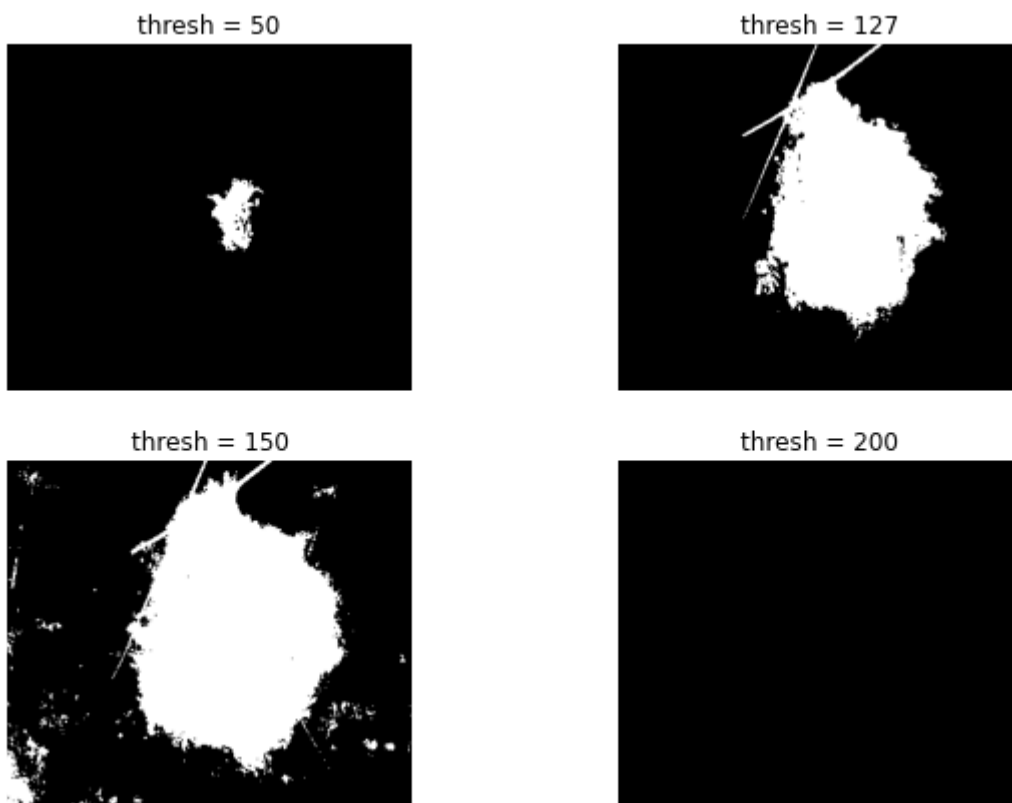 thresh = 50
thresh = 127
thresh = 150
thresh = 200